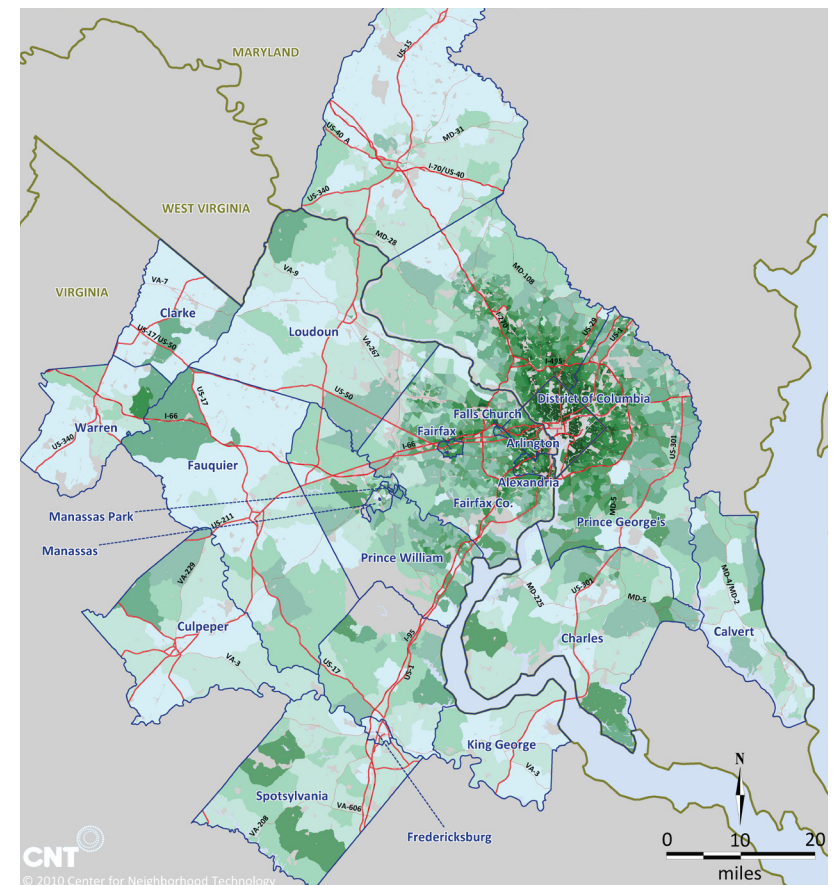 MARYLAND
US-15
US-40 A
MD-31
I-70/US-40
US-340
WEST VIRGINIA
MD-28
MD-108
VA-7
VA-9
VIRGINIA
Clarke
I-270
US-29
US-1
Loudoun
US-17/US-50
VA-267
I-495
US-17
US-50
District of Columbia
Falls Church
I-66
Warren
Fairfax
I-66
Arlington
US-340
US-301
Fauquier
Alexandria
Fairfax Co.
MD-5
Manassas Park
US-211
Prince George's
Manassas
Prince William
VA-229
US-301
MD-4/MD-2
MD-225
MD-5
Culpeper
I-95
Charles
Calvert
VA-3
US-17
US-1
King George
N
VA-3
Spotsylvania
VA-606
VA-208
Fredericksburg
0 10 20
miles
CNT
© 2010 Center for Neighborhood Technology